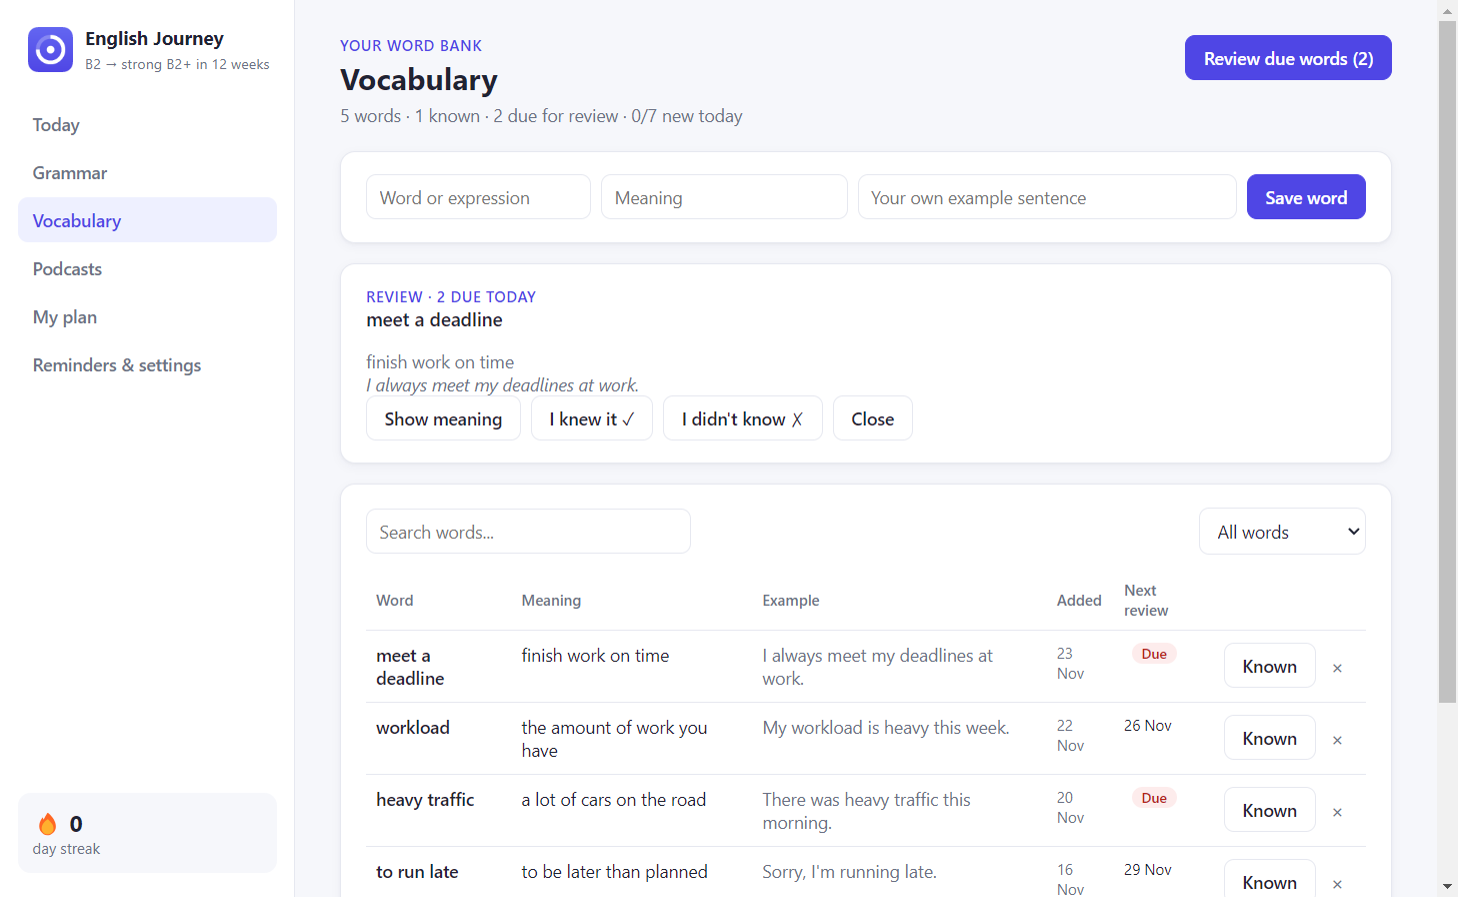 English Journey
B2 → strong B2+ in 12 weeks
Today
Grammar
Vocabulary
Podcasts
My plan
Reminders & settings
0
day streak
YOUR WORD BANK
Vocabulary
5 words · 1 known · 2 due for review · 0/7 new today
Review due words (2)
Word or expression
Meaning
Your own example sentence
Save word
REVIEW · 2 DUE TODAY
meet a deadline
finish work on time
I always meet my deadlines at work.
Show meaning
I knew it ✓
I didn't know ✗
Close
Search words...
All words
Word
Meaning
Example
Added
Next
review
meet a
deadline
finish work on time
I always meet my deadlines at
work.
23
Nov
Due
Known
×
workload
the amount of work you
have
My workload is heavy this week.
22
Nov
26 Nov
Known
×
heavy traffic
a lot of cars on the road
There was heavy traffic this
morning.
20
Nov
Due
Known
×
to run late
to be later than planned
Sorry, I'm running late.
16
Nov
29 Nov
Known
×